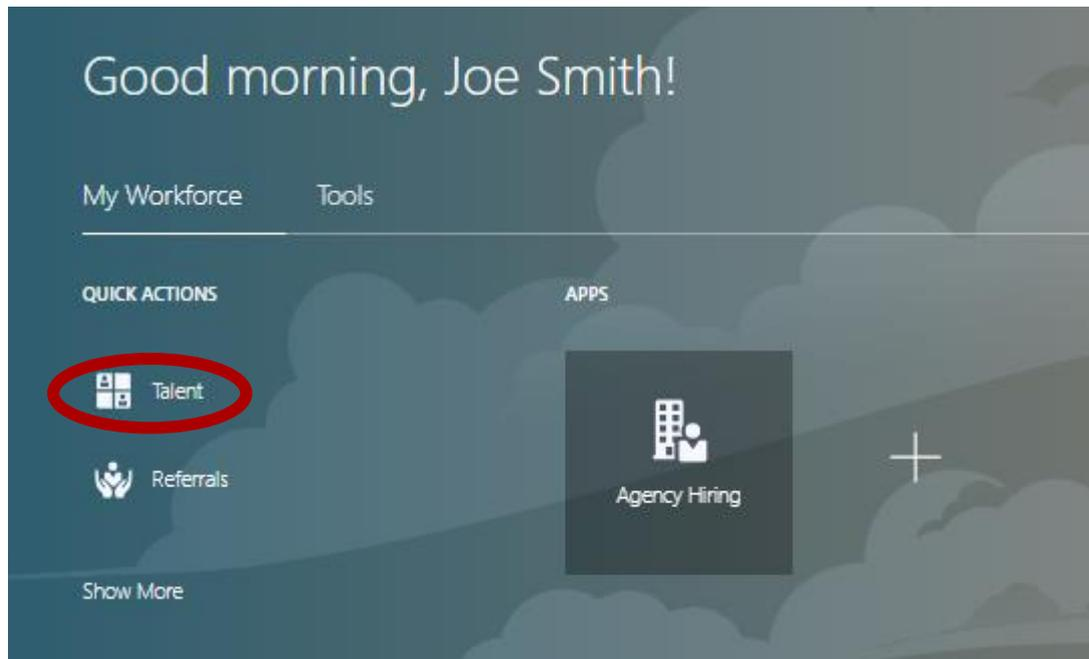 Good morning, Joe Smith!
My Workforce Tools
QUICK ACTIONS
APPS
Talent
Referrals
Agency Hiring
Show More